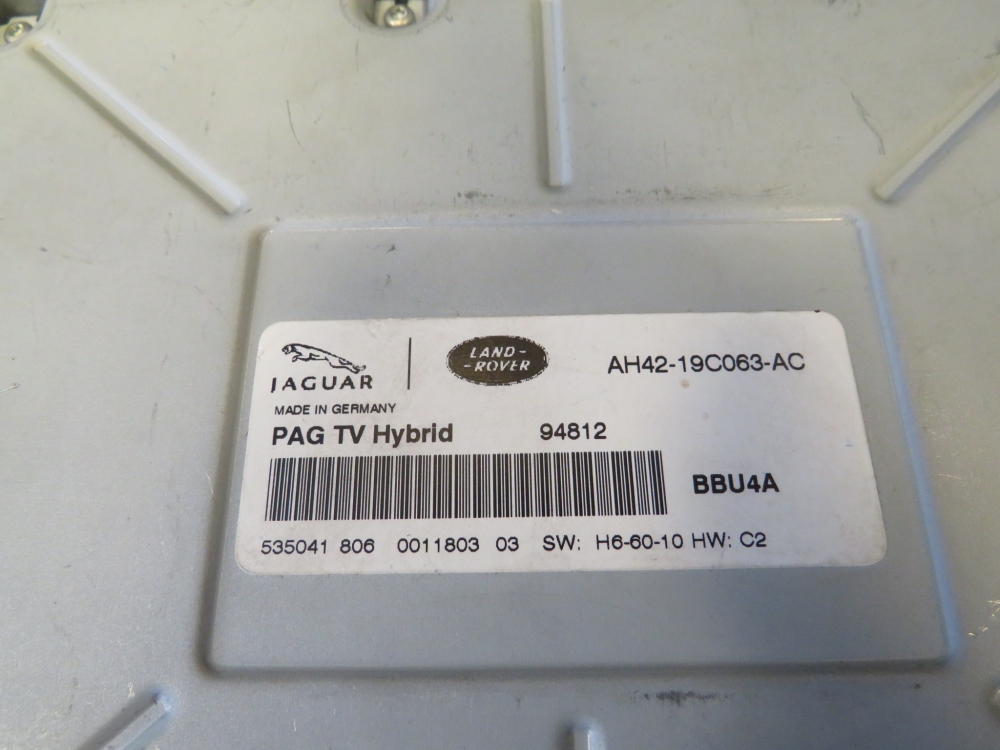 JAGUAR
LAND-
-ROVER
AH42-19C063-AC
MADE IN GERMANY
PAG TV Hybrid 94812
BBU4A
535041 806 0011803 03 SW: H6-60-10 HW: C2